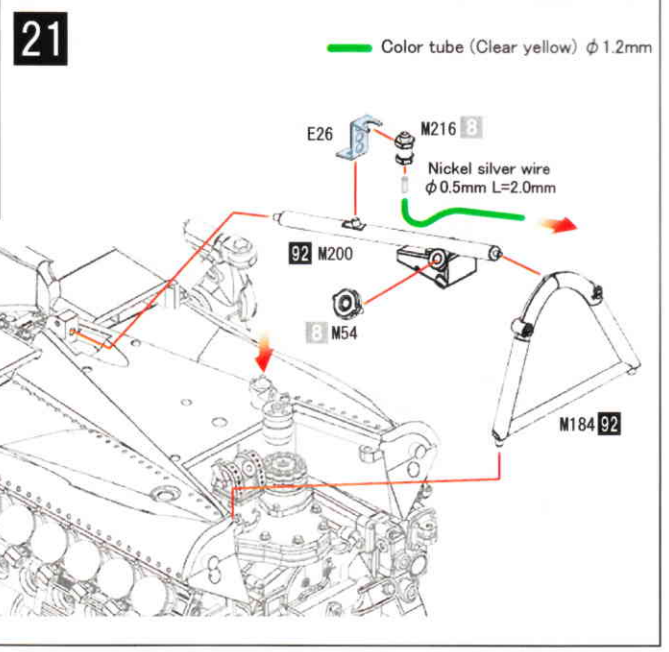 21
Color tube (Clear yellow) ϕ1.2mm
E26
M216 8
Nickel silver wire
ϕ0.5mm L=2.0mm
92 M200
8 M54
M184 92